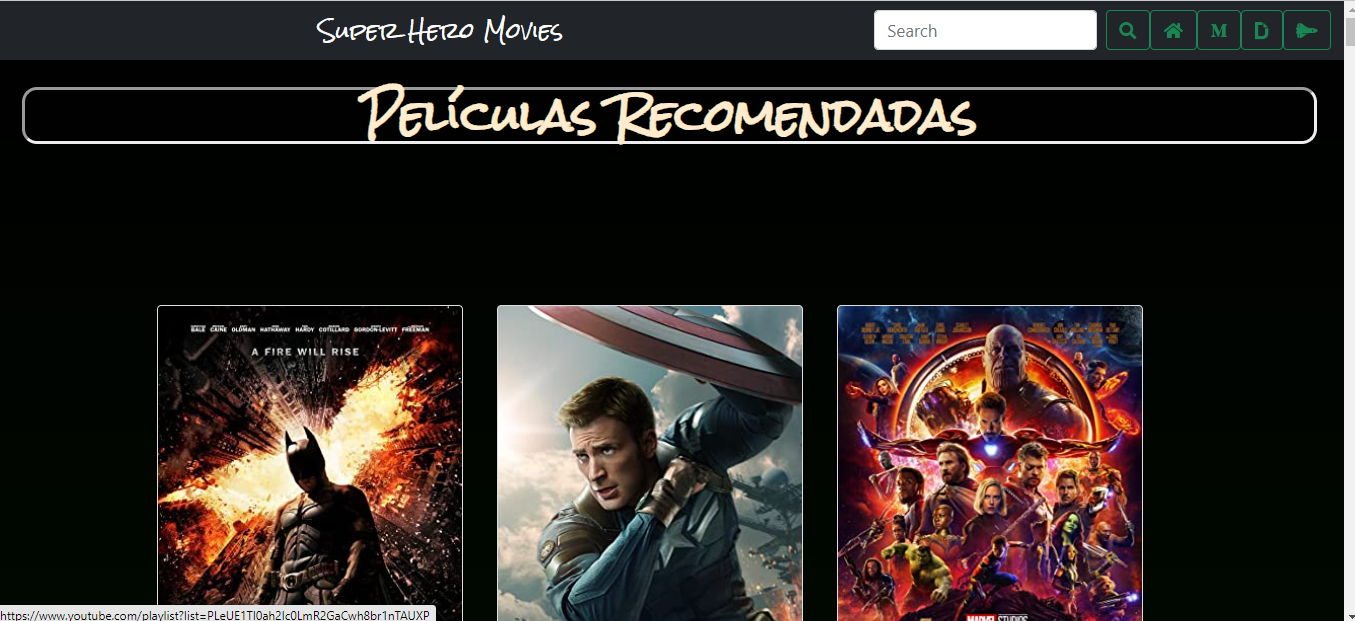 Super Hero Movies
Search
M
D
Películas Recomendadas
BALE CAINE OLDMAN HATHAWAY HARDY COTILLARD GORDON-LEVITT FREEMAN
A FIRE WILL RISE
MARVEL STUDIOS
https://www.youtube.com/playlist?list=PLeUE1Tl0ah2Ic0LmR2GaCwh8br1nTAUXP